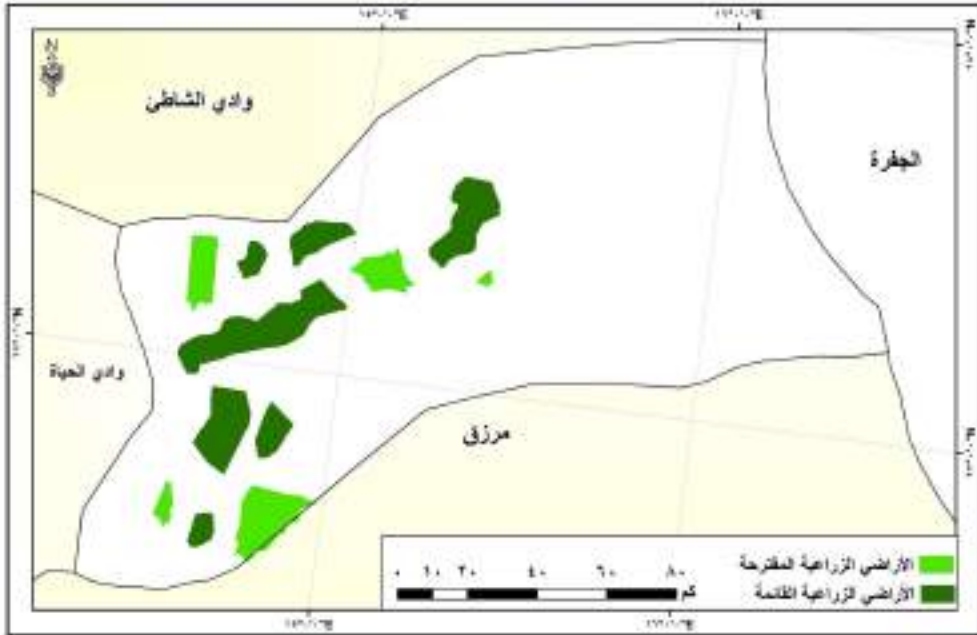 وادي الشاطئ
الجفرة
وادي الحياة
مرزق
الأراضي الزراعية المقترحة
الأراضي الزراعية القائمة
٠ ١٠ ٢٠ ٤٠ ٦٠ ٨٠
كم